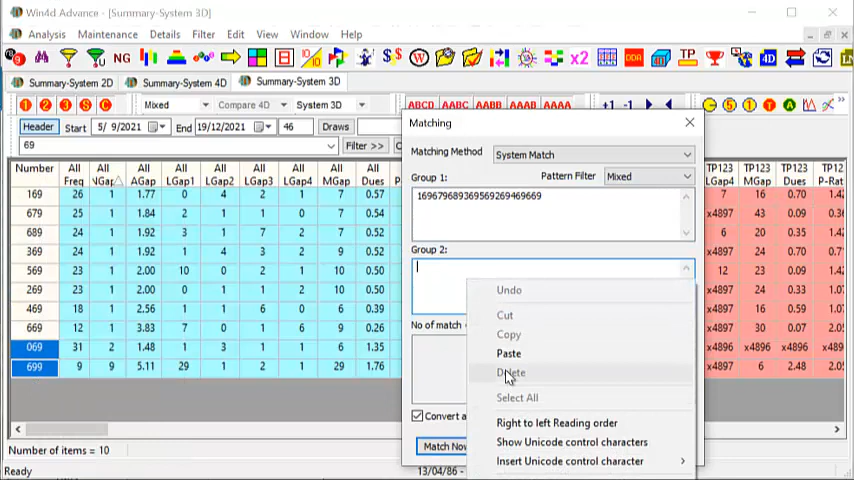 Win4d Advance - [Summary-System 3D]
Analysis Maintenance Details Filter Edit View Window Help
NG 10/10 $$ W x2 DDR TP 4D
Summary-System 2D Summary-System 4D Summary-System 3D
1 2 3 S C Mixed Compare 4D System 3D ABCD AABC AABB AAAB AAAA +1 -1
Header Start 5/ 9/2021 End 19/12/2021 46 Draws
69 Filter >>
Number All Freq All AGap All LGap1 All LGap2 All LGap3 All LGap4 All MGap All Dues TP123 LGap4 TP123 MGap TP123 Dues
169 26 1 1.77 0 4 2 1 7 0.57 7 16 0.70
679 25 1 1.84 2 1 1 0 7 0.54 x4897 43 0.09
689 24 1 1.92 3 1 7 2 7 0.52 6 20 0.35
369 24 1 1.92 1 4 3 2 9 0.52 x4897 24 0.70
569 23 1 2.00 10 0 2 1 10 0.50 12 23 0.09
269 23 1 2.00 0 1 2 1 10 0.50 x4897 24 0.33
469 18 1 2.56 1 1 6 0 6 0.39 x4897 16 0.59
669 12 1 3.83 7 0 1 6 9 0.26 x4897 30 0.07
069 31 2 1.48 1 3 1 1 6 1.35 x4896 x4896 x4896
699 9 9 5.11 29 1 2 1 29 1.76 x4897 6 2.48
Number of items = 10
Ready
13/04/86 -
Matching
Matching Method System Match
Group 1: Pattern Filter Mixed
169679689369569269469669
Group 2:
No of match
Convert a
Match Now
Undo
Cut
Copy
Paste
Delete
Select All
Right to left Reading order
Show Unicode control characters
Insert Unicode control character